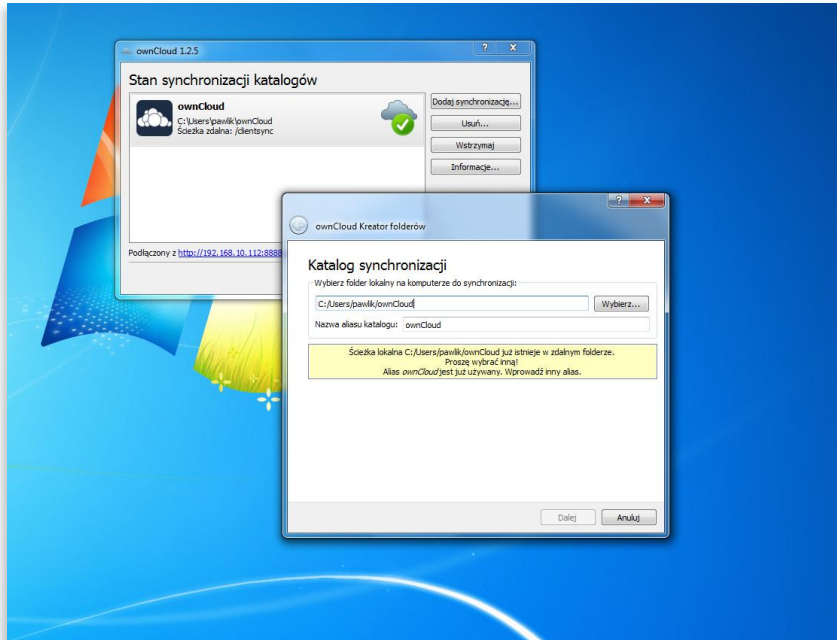 ownCloud 1.2.5
Stan synchronizacji katalogów
ownCloud
C:\Users\pawlik\ownCloud
Ścieżka zdalna: /clientsync
Dodaj synchronizację...
Usuń...
Wstrzymaj
Informacje...
Podłączony z http://192.168.10.112:8888
ownCloud Kreator folderów
Katalog synchronizacji
Wybierz folder lokalny na komputerze do synchronizacji:
C:/Users/pawlik/ownCloud
Wybierz...
Nazwa aliasu katalogu: ownCloud
Ścieżka lokalna C:/Users/pawlik/ownCloud już istnieje w zdalnym folderze.
Proszę wybrać inną!
Alias ownCloud jest już używany. Wprowadź inny alias.
Dalej
Anuluj